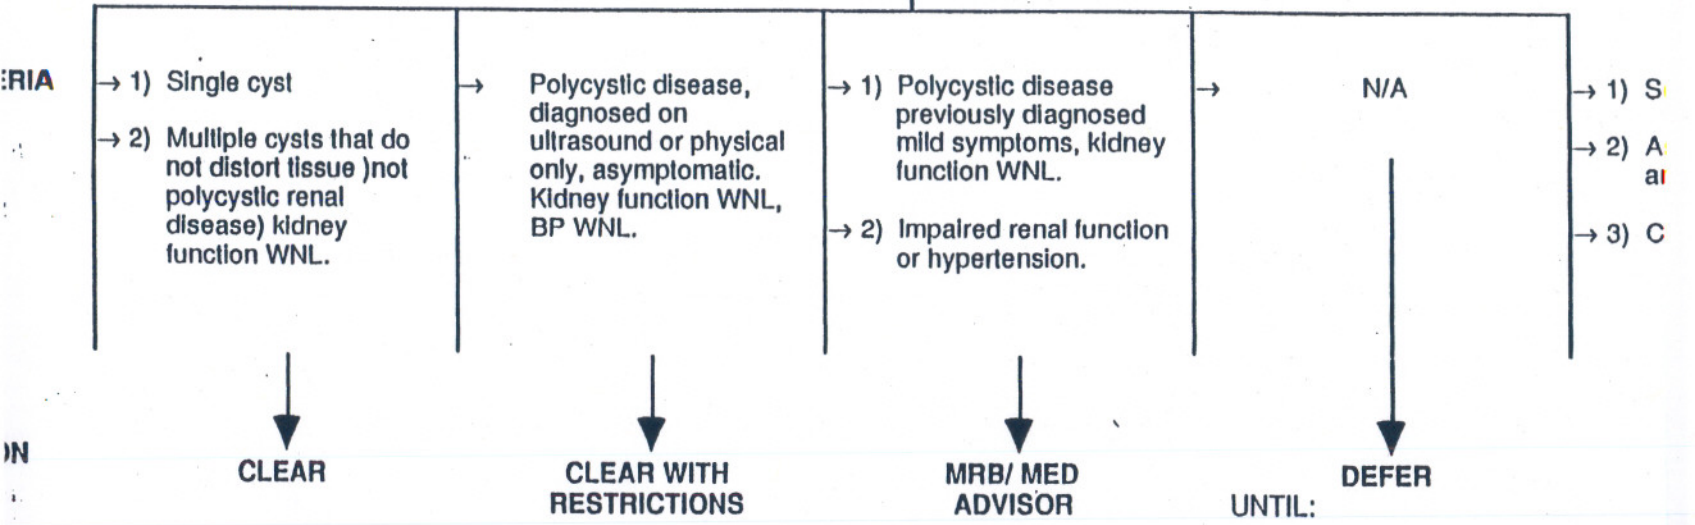 ERIA
→ 1) Single cyst
→ 2) Multiple cysts that do
not distort tissue )not
polycystic renal
disease) kidney
function WNL.
→ Polycystic disease,
diagnosed on
ultrasound or physical
only, asymptomatic.
Kidney function WNL,
BP WNL.
→ 1) Polycystic disease
previously diagnosed
mild symptoms, kidney
function WNL.
→ 2) Impaired renal function
or hypertension.
→ N/A
→ 1) S
→ 2) A
→ 3) C
CLEAR
CLEAR WITH
RESTRICTIONS
MRB/ MED
ADVISOR
DEFER
UNTIL: